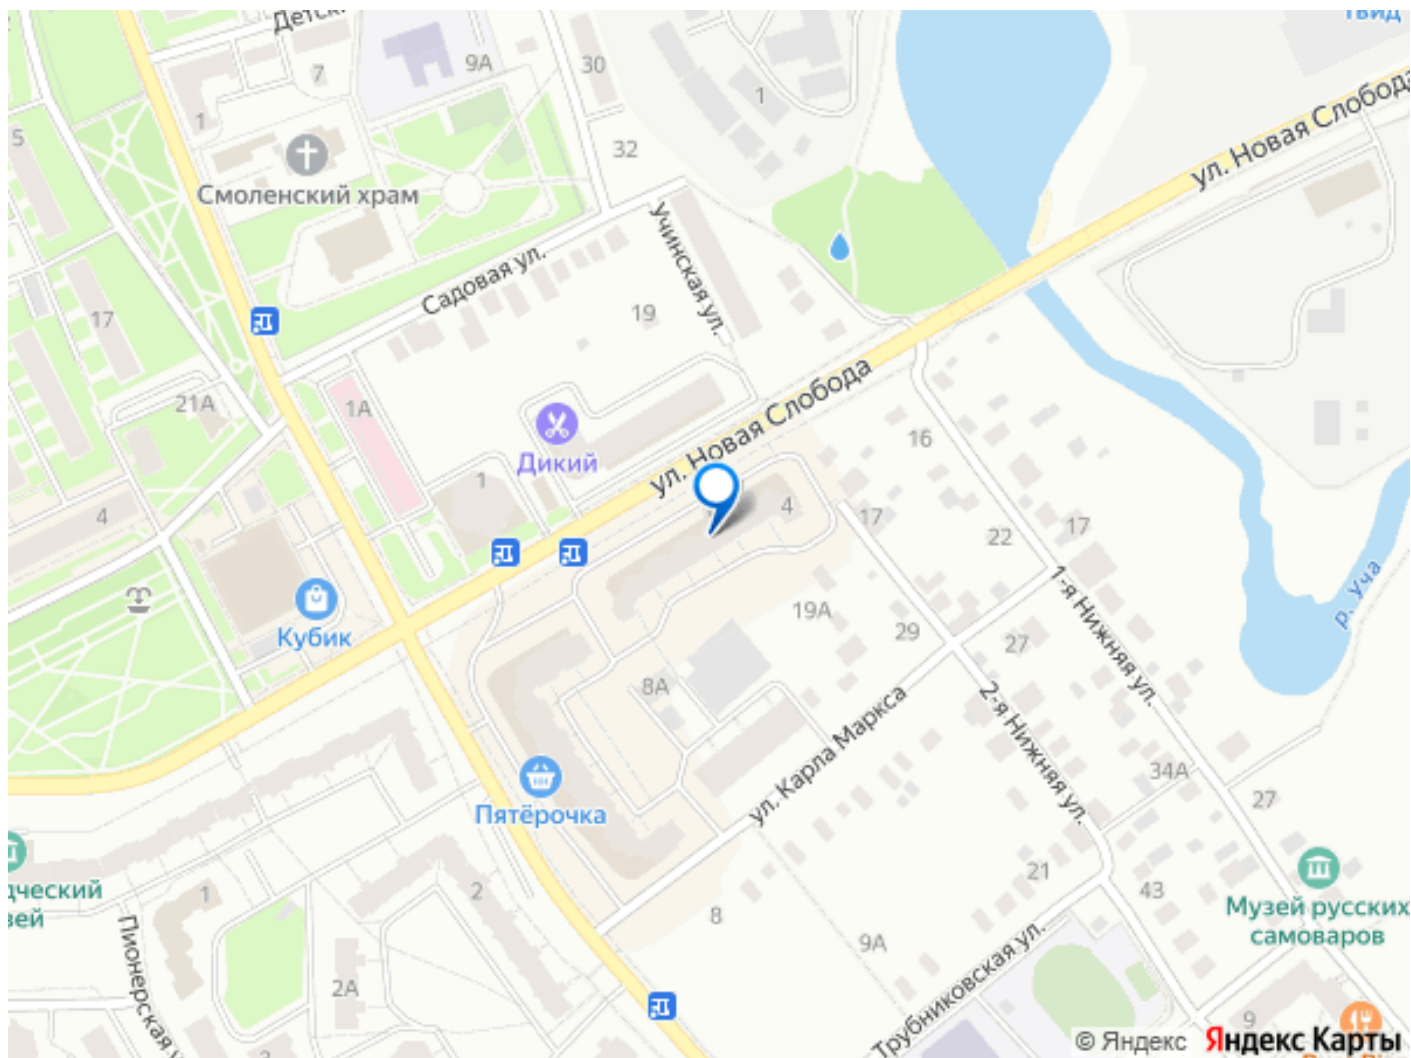 Твид
Детск
9А
30
7
1
1
5
32
Смоленский храм
ул. Новая Слобода
Учинская ул.
Садовая ул.
17
19
21А
1А
Дикий
ул. Новая Слобода
16
1
4
4
17
22
17
Кубик
19А
29
27
1-я Нижняя ул.
р. Уча
8А
2-я Нижняя ул.
ул. Карла Маркса
Пятёрочка
34А
27
дческий
зей
1
2
21
43
Музей русских
самоваров
8
9А
Пионерская у
2А
Трубниковская ул.
9
© Яндекс
Яндекс Карты